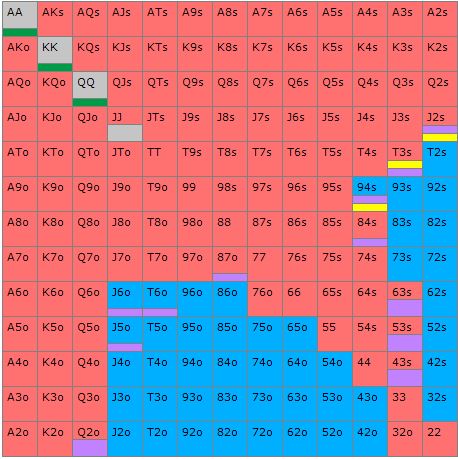 AA AKs AQs AJs ATs A9s A8s A7s A6s A5s A4s A3s A2s
AKo KK KQs KJs KTs K9s K8s K7s K6s K5s K4s K3s K2s
AQo KQo QQ QJs QTs Q9s Q8s Q7s Q6s Q5s Q4s Q3s Q2s
AJo KJo QJo JJ JTs J9s J8s J7s J6s J5s J4s J3s J2s
ATo KTo QTo JTo TT T9s T8s T7s T6s T5s T4s T3s T2s
A9o K9o Q9o J9o T9o 99 98s 97s 96s 95s 94s 93s 92s
A8o K8o Q8o J8o T8o 98o 88 87s 86s 85s 84s 83s 82s
A7o K7o Q7o J7o T7o 97o 87o 77 76s 75s 74s 73s 72s
A6o K6o Q6o J6o T6o 96o 86o 76o 66 65s 64s 63s 62s
A5o K5o Q5o J5o T5o 95o 85o 75o 65o 55 54s 53s 52s
A4o K4o Q4o J4o T4o 94o 84o 74o 64o 54o 44 43s 42s
A3o K3o Q3o J3o T3o 93o 83o 73o 63o 53o 43o 33 32s
A2o K2o Q2o J2o T2o 92o 82o 72o 62o 52o 42o 32o 22